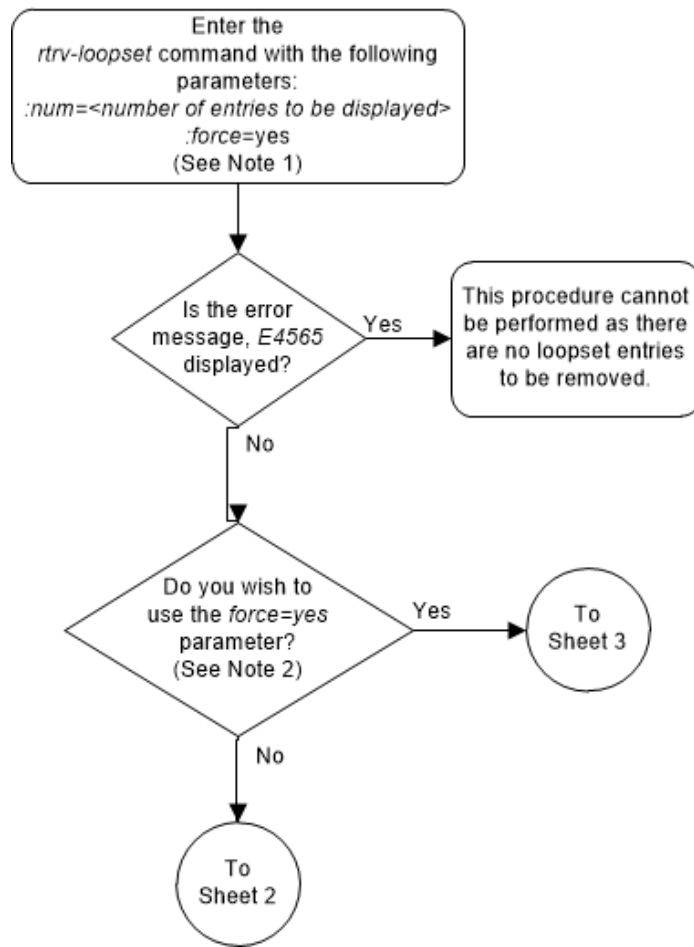 Enter the
rtrv-loopset command with the following
parameters:
:num=<number of entries to be displayed>
:force=yes
(See Note 1)
Is the error
message, E4565
displayed?
Yes
This procedure cannot
be performed as there
are no loopset entries
to be removed.
No
Do you wish to
use the force=yes
parameter?
(See Note 2)
Yes
To
Sheet 3
No
To
Sheet 2